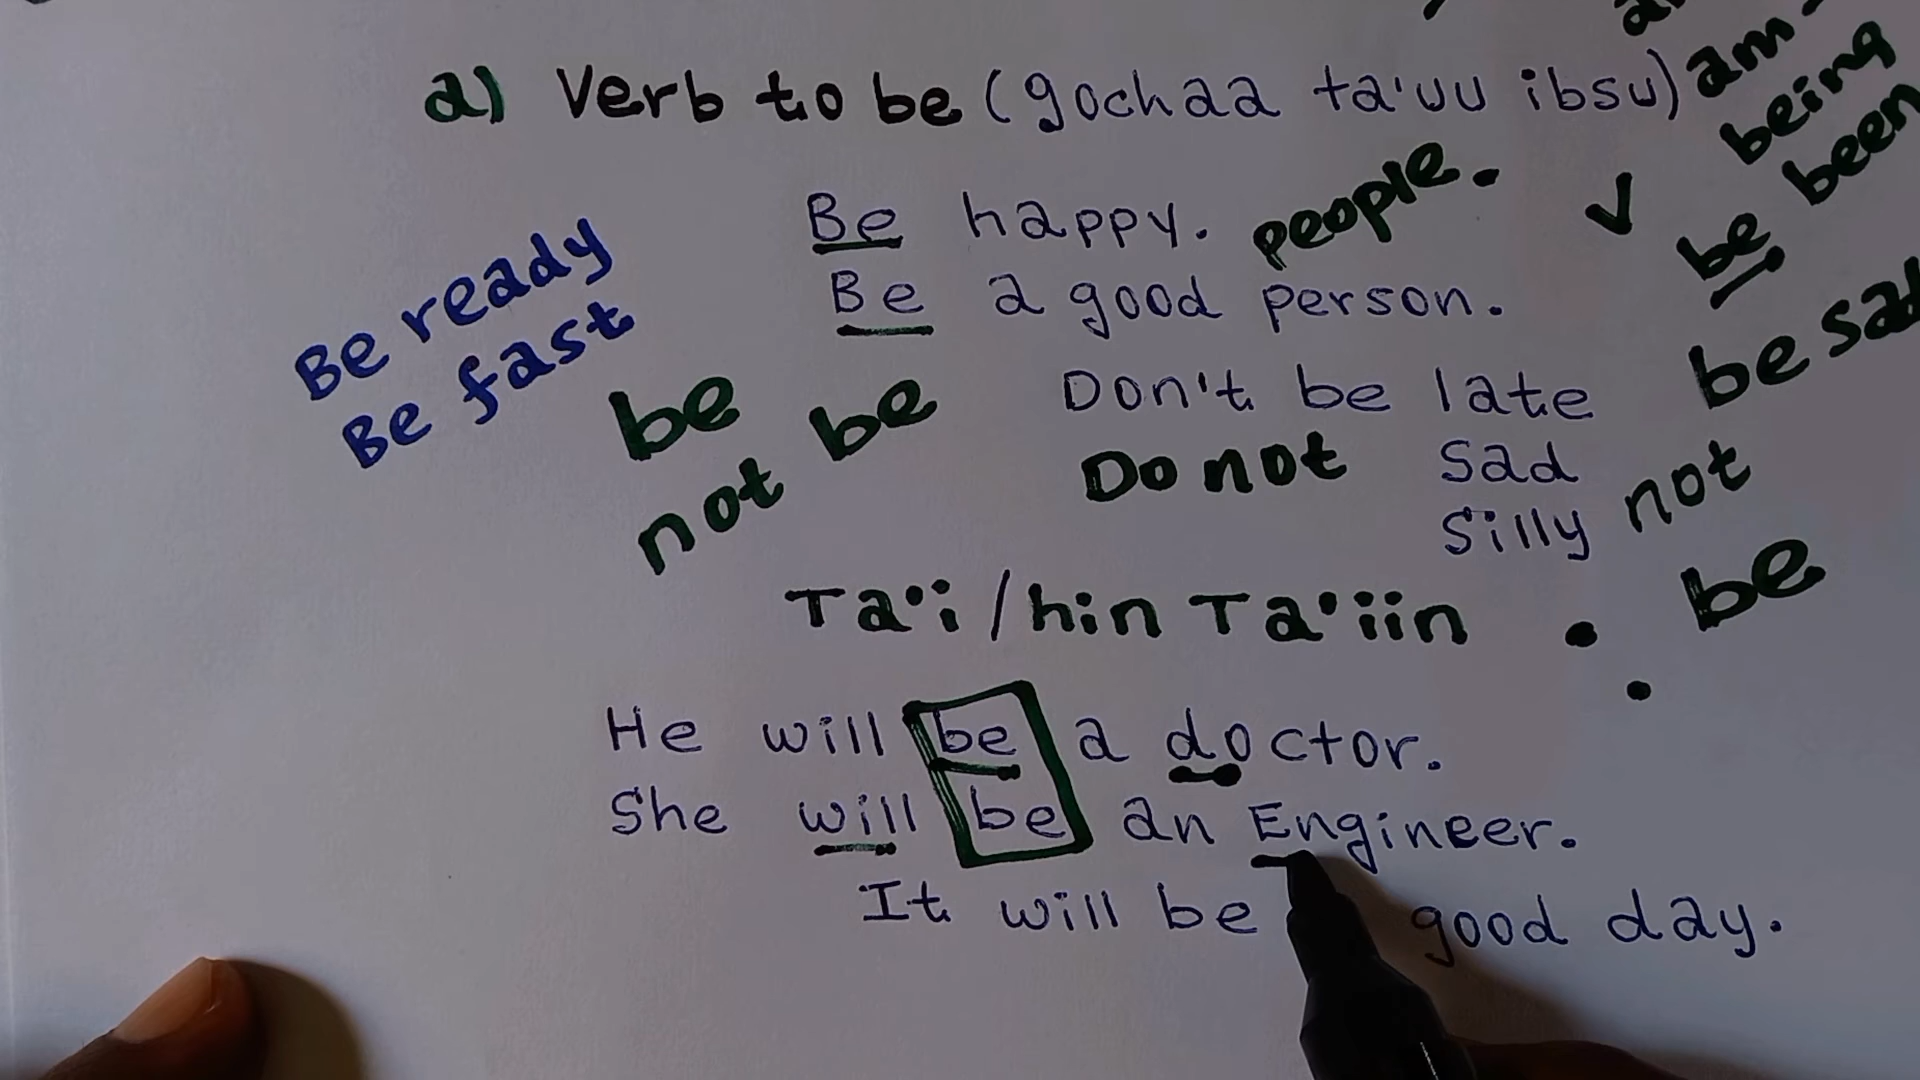 a) Verb to be (gochaa ta'uu ibsu) am
being
been
Be happy. people.
be
Be a good person.
Be ready
Be fast
be sad
be
not be
Don't be late
Do not Sad
Silly not
be
Ta'i/hin Ta'iin
He will be a doctor.
She will be an Engineer.
It will be good day.